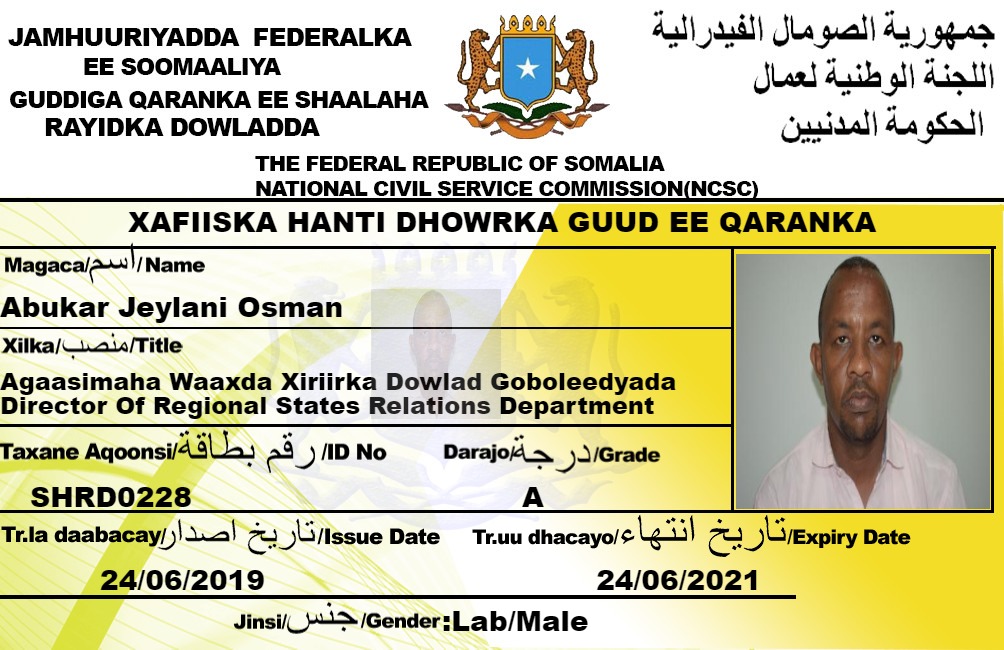 JAMHUURIYADDA FEDERALKA
EE SOOMAALIYA
GUDDIGA QARANKA EE SHAALAHA
RAYIDKA DOWLADDA
جمهورية الصومال الفيدرالية
اللجنة الوطنية لعمال
الحكومة المدنيين
THE FEDERAL REPUBLIC OF SOMALIA
NATIONAL CIVIL SERVICE COMMISSION(NCSC)
XAFIISKA HANTI DHOWRKA GUUD EE QARANKA
Magaca/اسم/Name
Abukar Jeylani Osman
Xilka/منصب/Title
Agaasimaha Waaxda Xiriirka Dowlad Goboleedyada
Director Of Regional States Relations Department
Taxane Aqoonsi/رقم بطاقة/ID No
Darajo/درجة/Grade
SHRD0228
A
Tr.la daabacay/تاريخ اصدار/Issue Date
Tr.uu dhacayo/تاريخ انتهاء/Expiry Date
24/06/2019
24/06/2021
Jinsi/جنس/Gender:Lab/Male